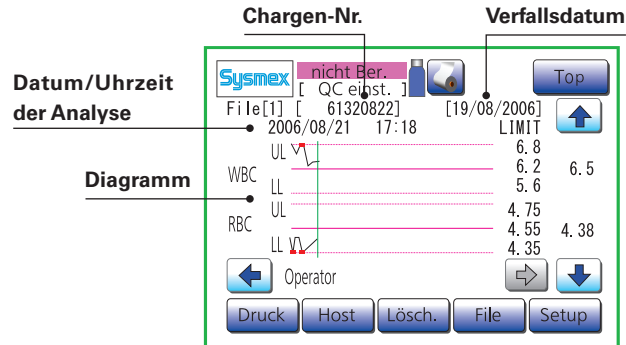 Chargen-Nr. Verfallsdatum
Datum/Uhrzeit
der Analyse
Diagramm
Sysmex nicht Ber. Top
[ QC einst. ]
File[1] [ 61320822] [19/08/2006]
2006/08/21 17:18 LIMIT
UL 6.8
WBC 6.2 6.5
LL 5.6
UL 4.75
RBC 4.55 4.38
LL 4.35
Operator
Druck Host Lösch. File Setup